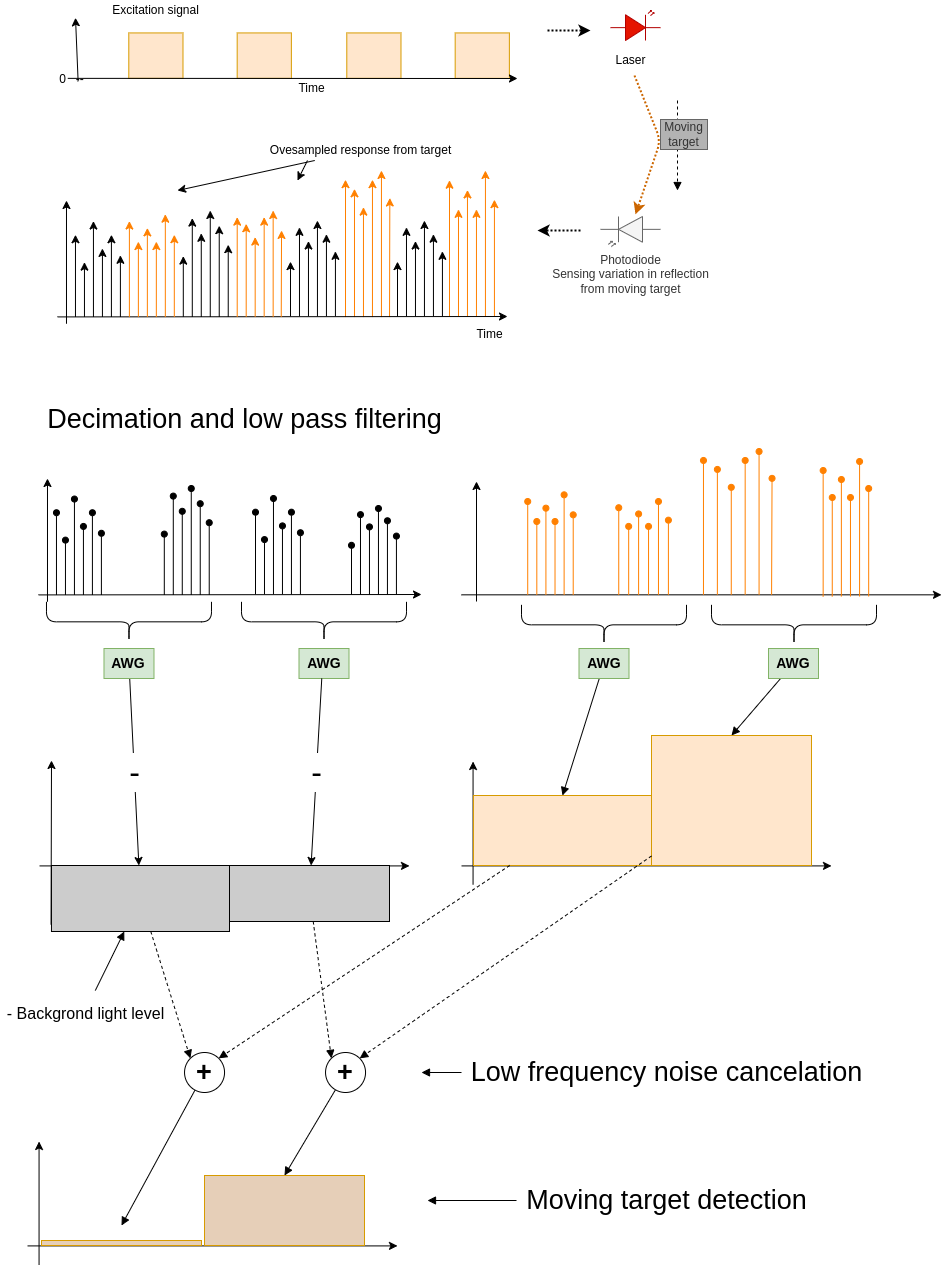 Excitation signal
0
Time
Laser
Moving
target
Ovesampled response from target
Photodiode
Sensing variation in reflection
from moving target
Time
Decimation and low pass filtering
AWG
AWG
AWG
AWG
-
-
- Backgrond light level
+
+
Low frequency noise cancelation
Moving target detection